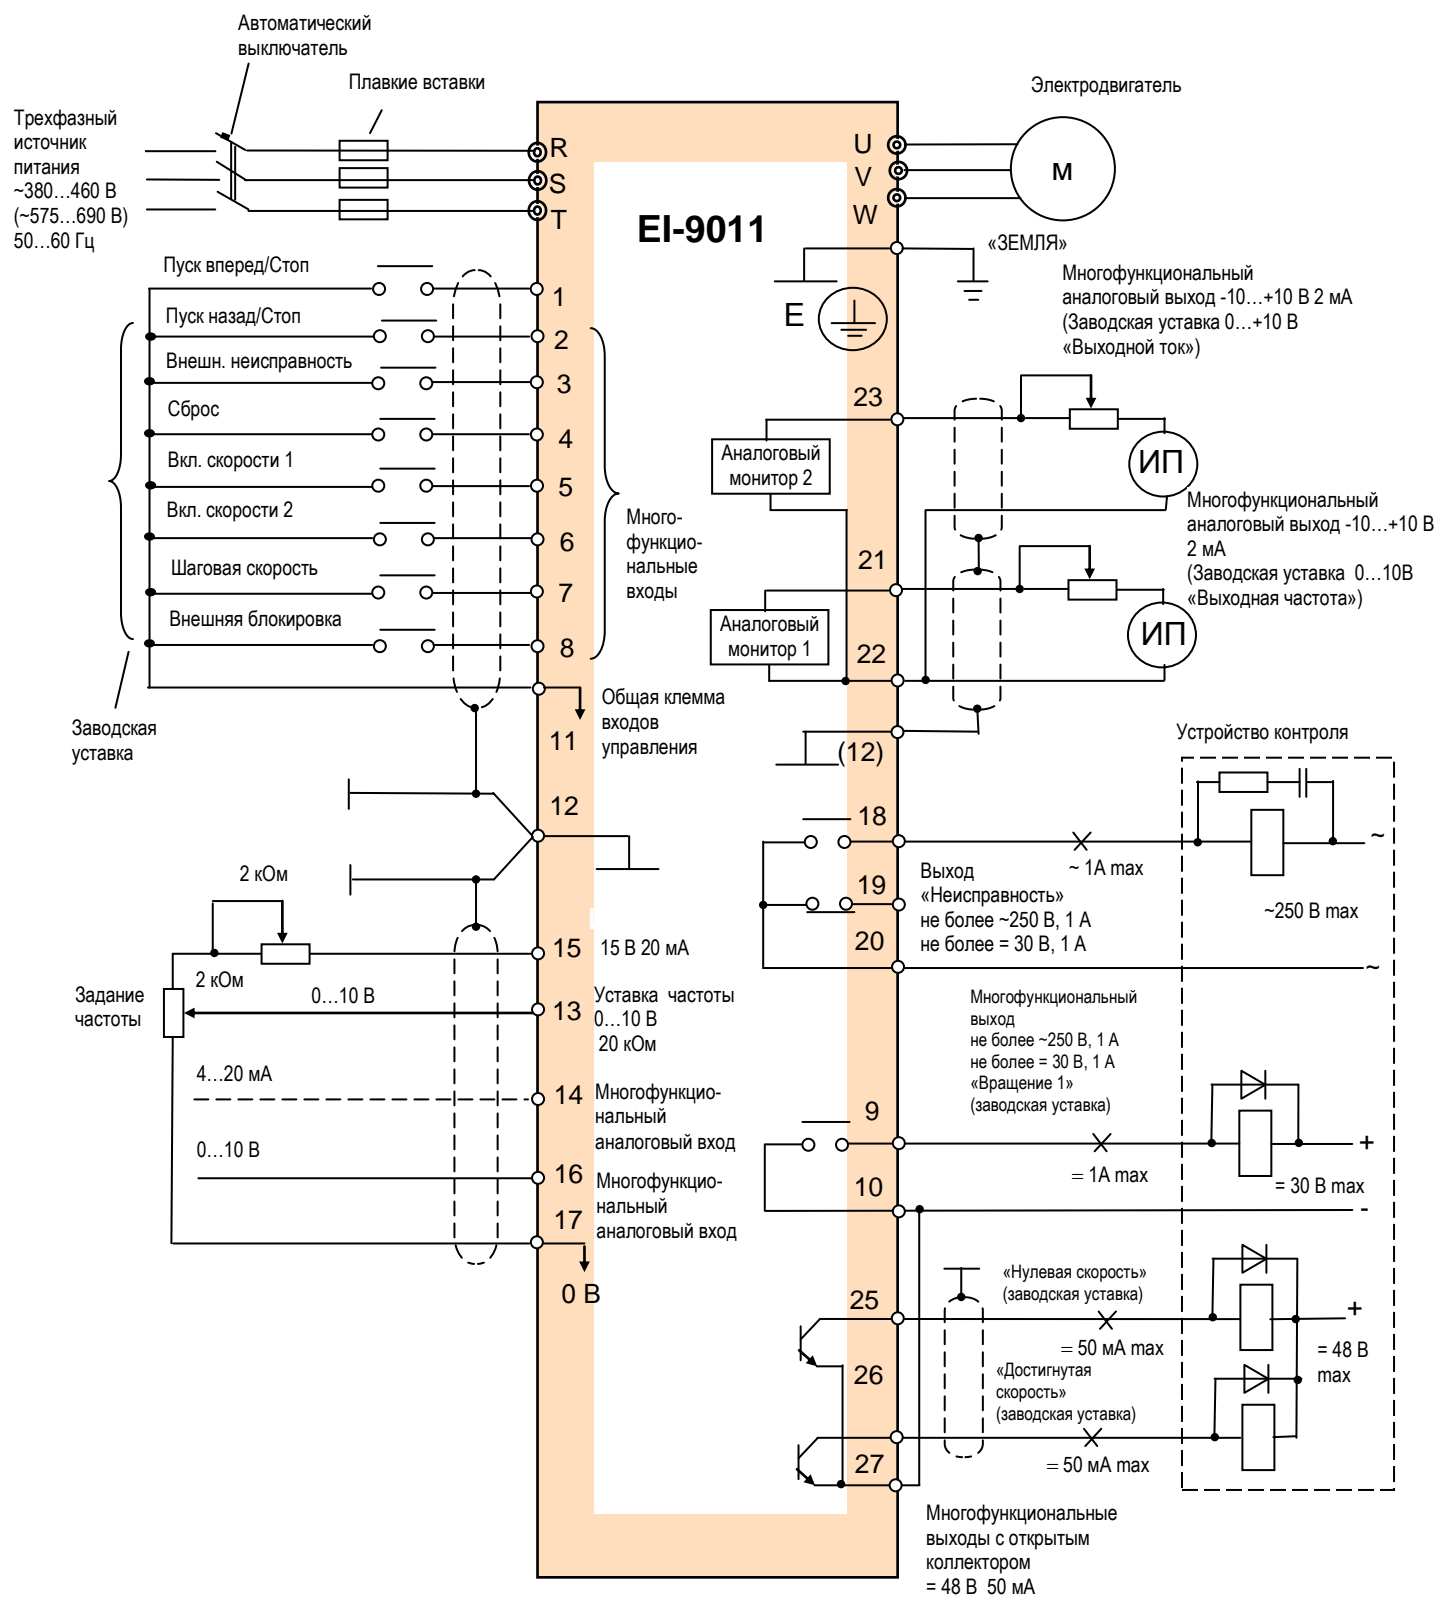 Автоматический
выключатель
Плавкие вставки
Трехфазный
источник
питания
~380…460 В
(~575…690 В)
50…60 Гц
R
S
T
EI-9011
U
V
W
Электродвигатель
М
«ЗЕМЛЯ»
E
Пуск вперед/Стоп
1
Пуск назад/Стоп
2
Внешн. неисправность
3
Сброс
4
Вкл. скорости 1
5
Вкл. скорости 2
6
Шаговая скорость
7
Внешняя блокировка
8
Много-
функцио-
нальные
входы
Заводская
уставка
11
Общая клемма
входов
управления
12
2 кОм
15
15 В 20 мА
2 кОм
Задание
частоты
0…10 В
13
Уставка частоты
0…10 В
20 кОм
4…20 мА
14
Многофункцио-
нальный
аналоговый вход
0…10 В
16
Многофункцио-
нальный
аналоговый вход
17
0 В
Многофункциональный
аналоговый выход -10…+10 В 2 мА
(Заводская уставка 0…+10 В
«Выходной ток»)
23
Аналоговый
монитор 2
ИП
Многофункциональный
аналоговый выход -10…+10 В
2 мА
(Заводская уставка 0…10В
«Выходная частота»)
21
Аналоговый
монитор 1
22
ИП
(12)
Устройство контроля
18
~ 1А max
~
~250 В max
19
20
Выход
«Неисправность»
не более ~250 В, 1 А
не более = 30 В, 1 А
~
Многофункциональный
выход
не более ~250 В, 1 А
не более = 30 В, 1 А
«Вращение 1»
(заводская уставка)
9
= 1А max
+
= 30 В max
10
-
25
«Нулевая скорость»
(заводская уставка)
= 50 мА max
+
= 48 В
max
26
«Достигнутая
скорость»
(заводская уставка)
27
= 50 мА max
Многофункциональные
выходы с открытым
коллектором
= 48 В 50 мА